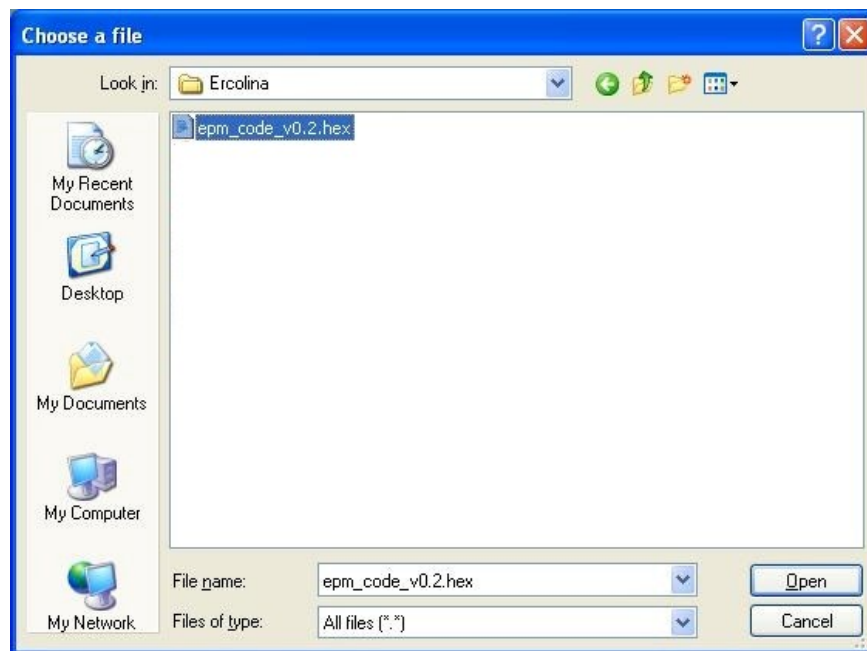 Choose a file
?
X
Look in:
Ercolina
epm_code_v0.2.hex
My Recent
Documents
Desktop
My Documents
My Computer
My Network
File name:
epm_code_v0.2.hex
Open
Files of type:
All files (*.*)
Cancel